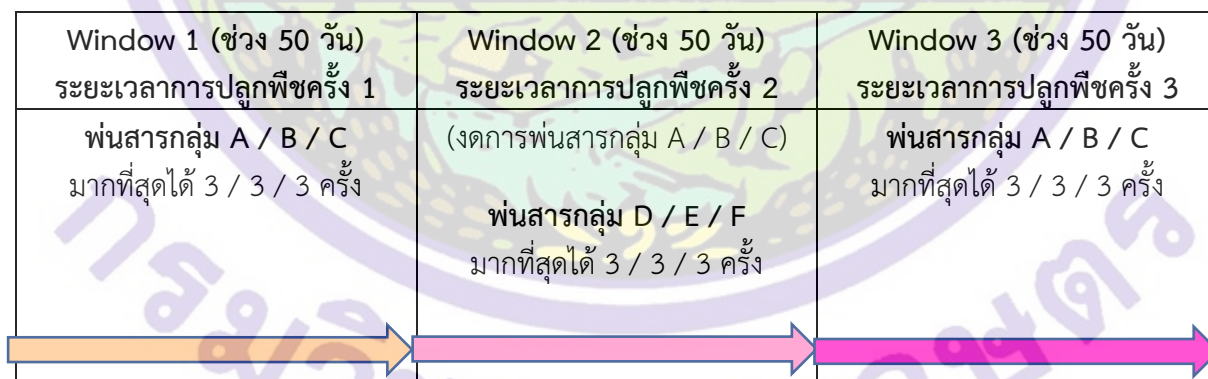 Window 1 (ช่วง 50 วัน)
ระยะเวลาการปลูกพืชครั้ง 1
พ่นสารกลุ่ม A / B / C
มากที่สุดได้ 3 / 3 / 3 ครั้ง
Window 2 (ช่วง 50 วัน)
ระยะเวลาการปลูกพืชครั้ง 2
(งดการพ่นสารกลุ่ม A / B / C)
พ่นสารกลุ่ม D / E / F
มากที่สุดได้ 3 / 3 / 3 ครั้ง
Window 3 (ช่วง 50 วัน)
ระยะเวลาการปลูกพืชครั้ง 3
พ่นสารกลุ่ม A / B / C
มากที่สุดได้ 3 / 3 / 3 ครั้ง